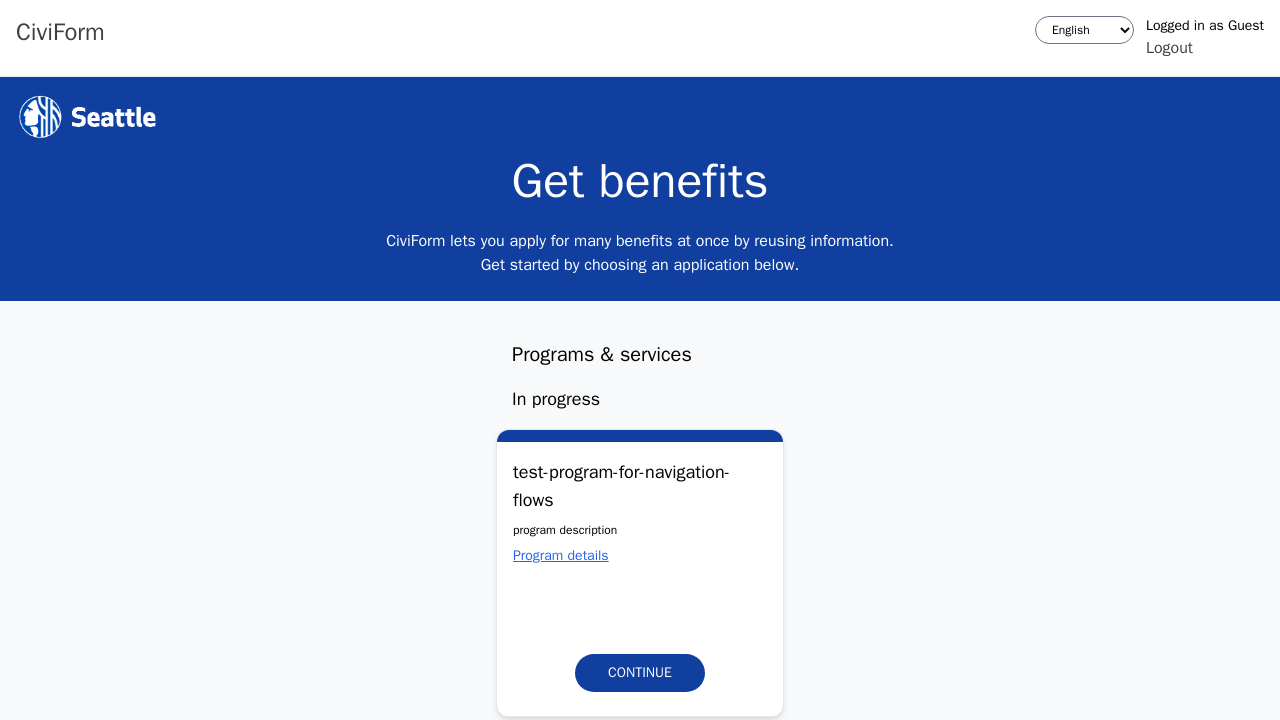 CiviForm
English
Logged in as Guest
Logout
Seattle
Get benefits
CiviForm lets you apply for many benefits at once by reusing information.
Get started by choosing an application below.
Programs & services
In progress
test-program-for-navigation-
flows
program description
Program details
CONTINUE